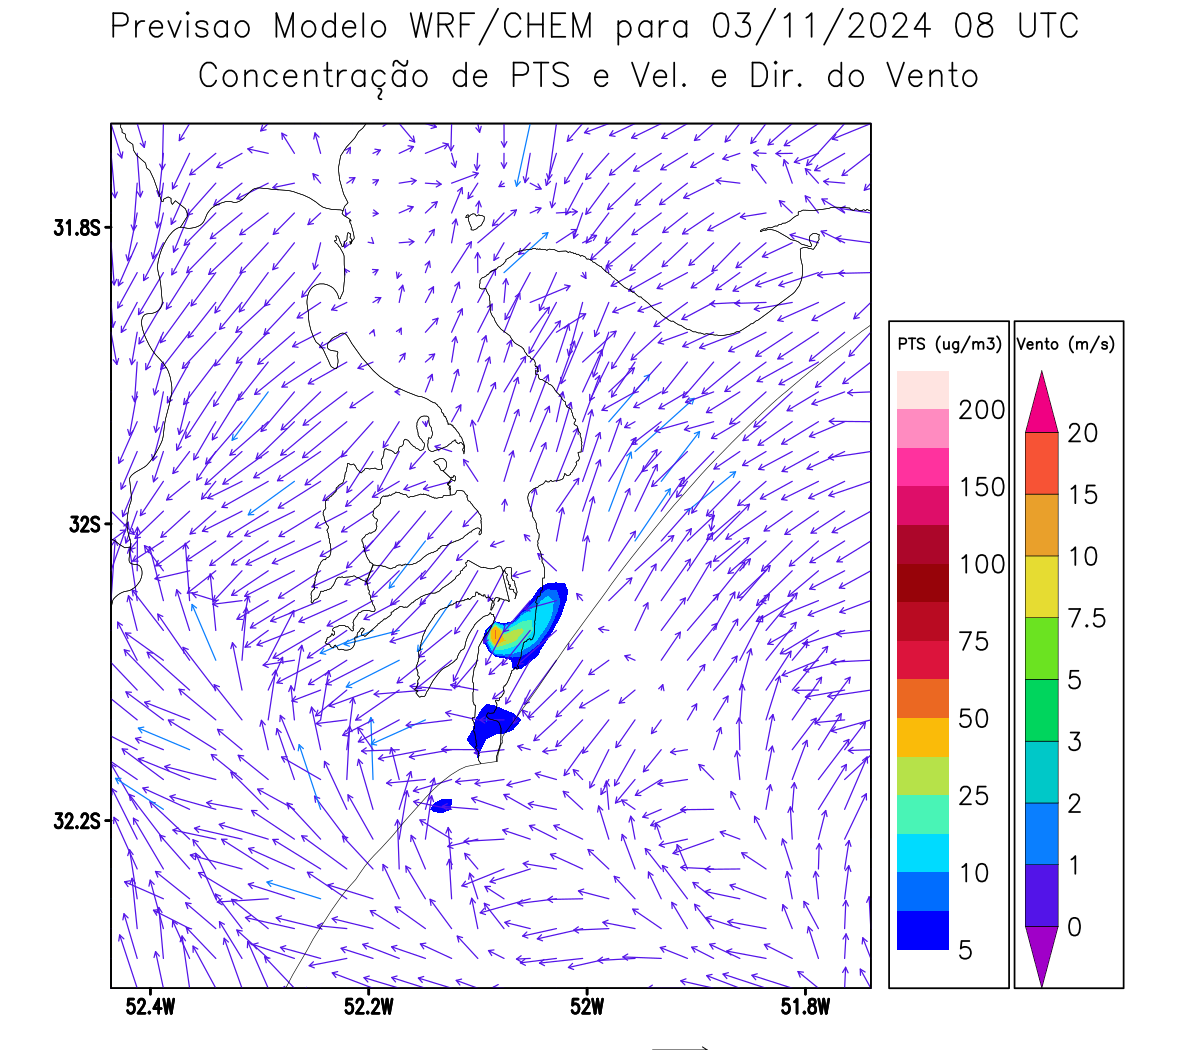 Previsao Modelo WRF/CHEM para 03/11/2024 08 UTC
Concentração de PTS e Vel. e Dir. do Vento
31.8S
32S
32.2S
52.4W
52.2W
52W
51.8W
PTS (ug/m3)
200
150
100
75
50
25
10
5
Vento (m/s)
20
15
10
7.5
5
3
2
1
0